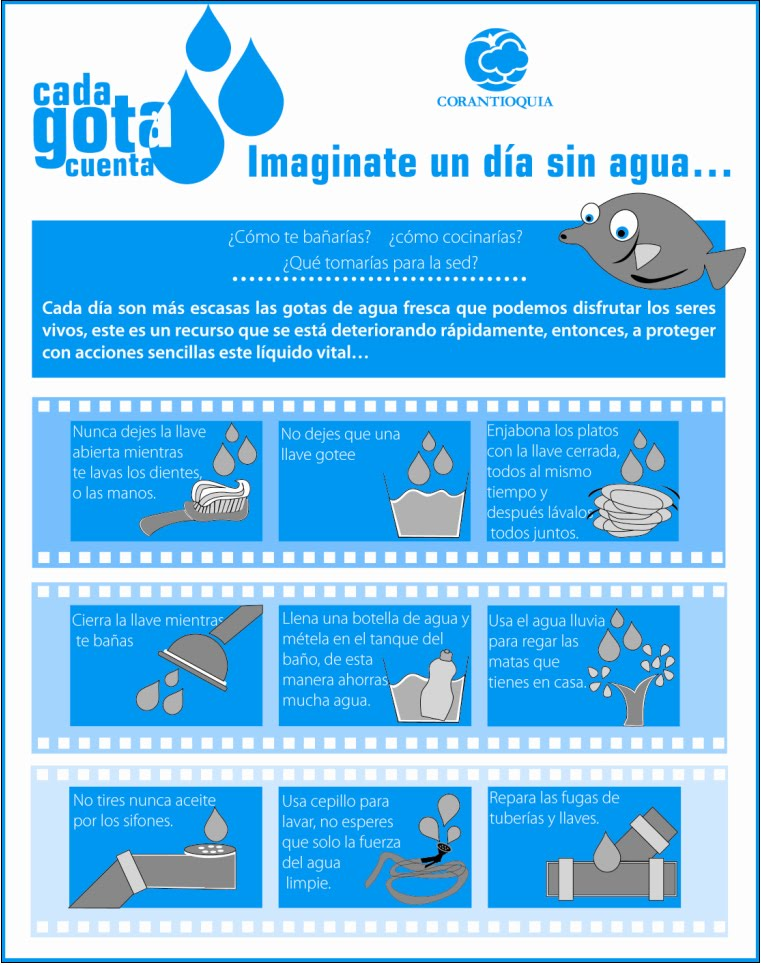 cada
gota
cuenta
CORANTIOQUIA
Imaginate un día sin agua...
¿Cómo te bañarías? ¿cómo cocinarías?
¿Qué tomarías para la sed?
Cada día son más escasas las gotas de agua fresca que podemos disfrutar los seres
vivos, este es un recurso que se está deteriorando rápidamente, entonces, a proteger
con acciones sencillas este líquido vital...
Nunca dejes la llave
abierta mientras
te lavas los dientes,
o las manos.
No dejes que una
llave gotee
Enjabona los platos
con la llave cerrada,
todos al mismo
tiempo y
después lávalos
todos juntos.
Cierra la llave mientras
te bañas
Llena una botella de agua y
métela en el tanque del
baño, de esta
manera ahorras
mucha agua.
Usa el agua lluvia
para regar las
matas que
tienes en casa.
No tires nunca aceite
por los sifones.
Usa cepillo para
lavar, no esperes
que solo la fuerza
del agua
limpie.
Repara las fugas de
tuberías y llaves.